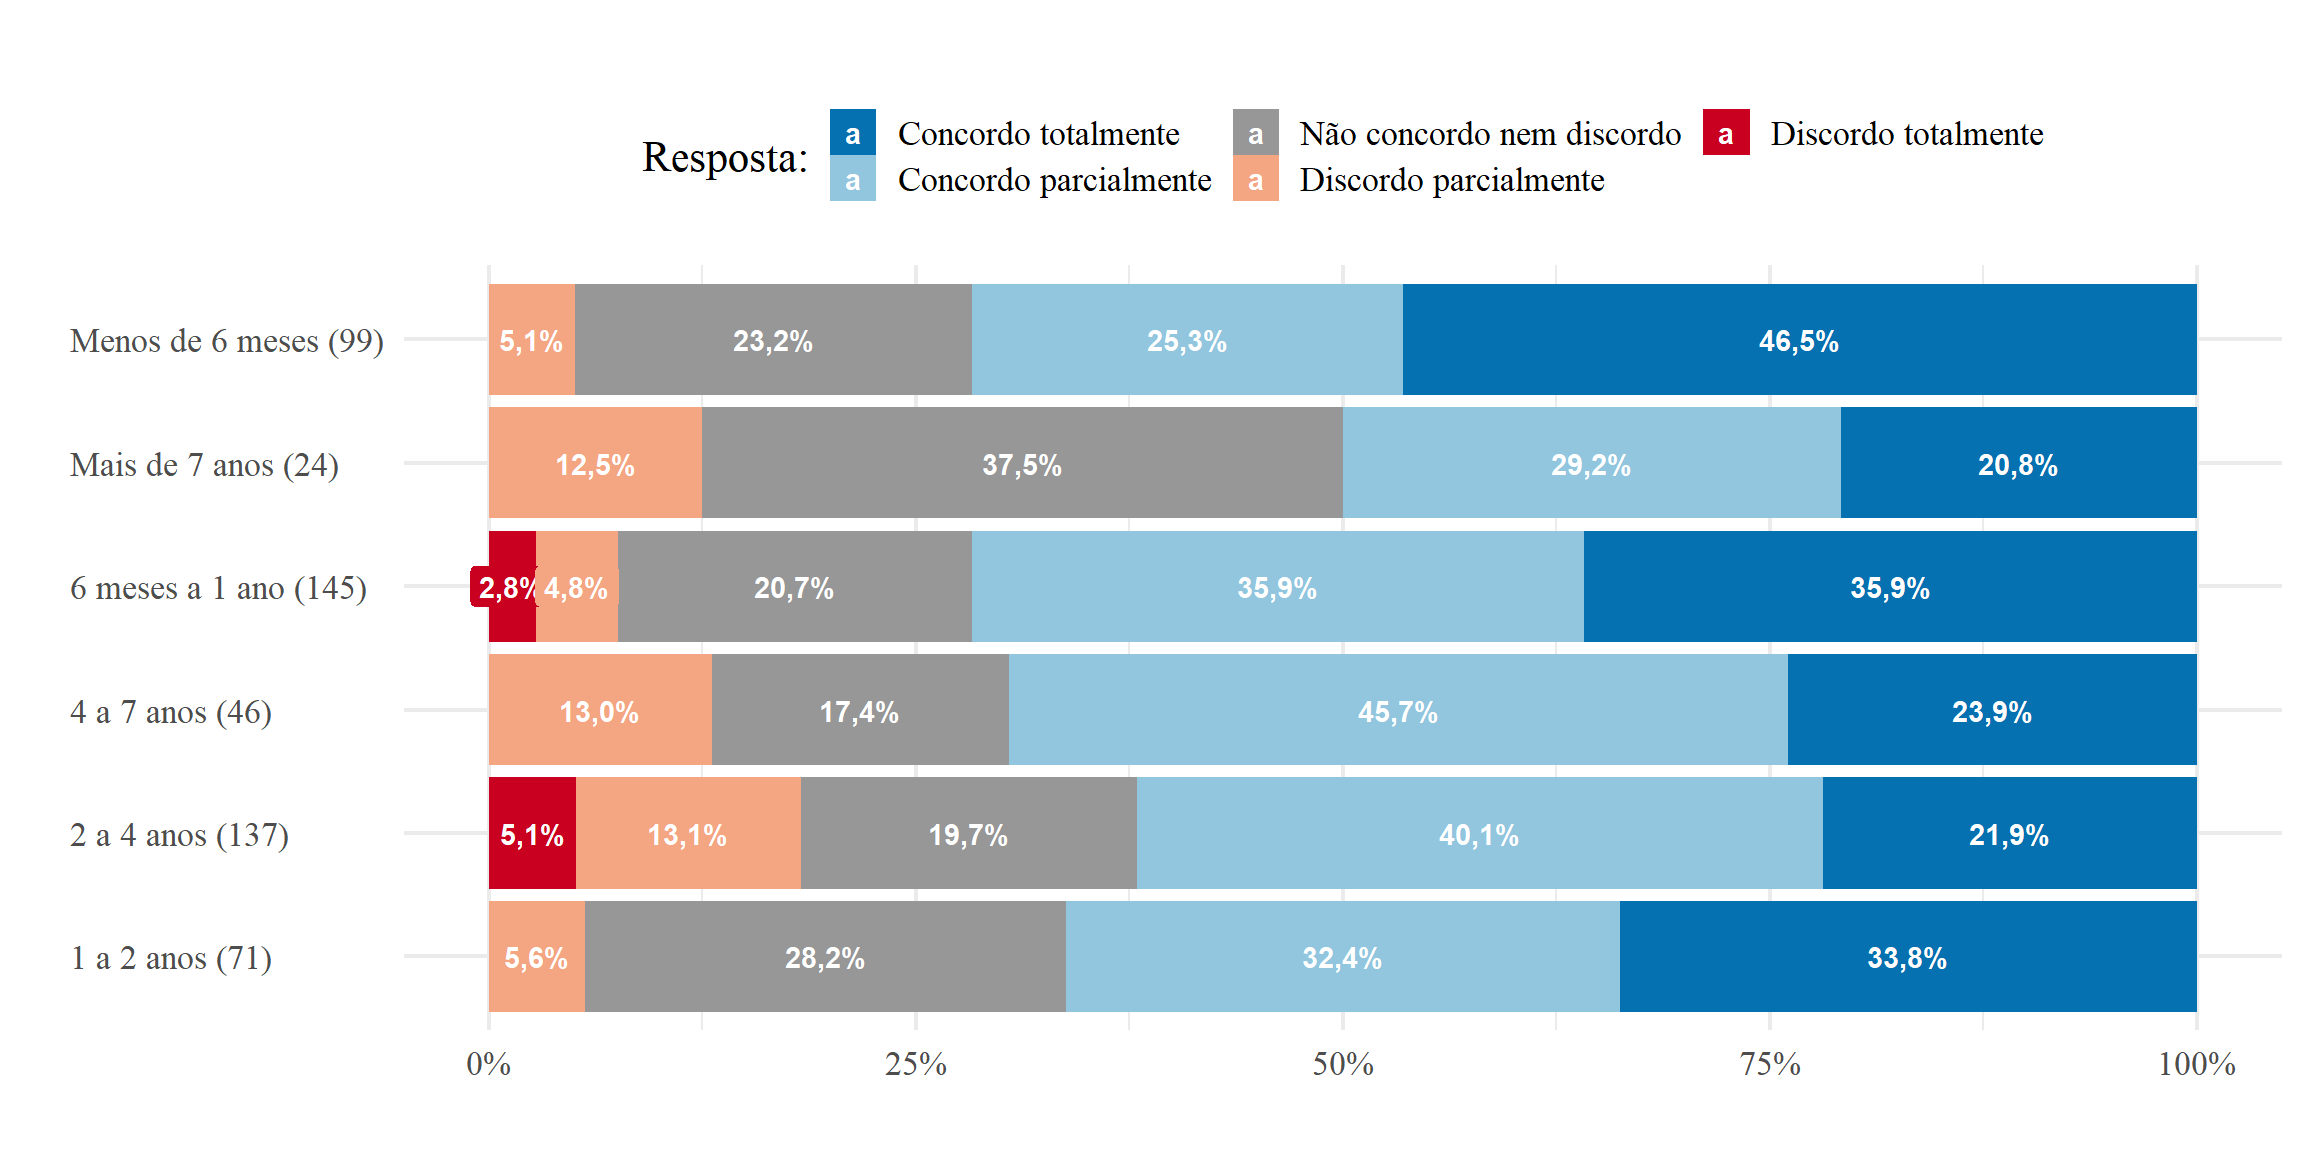 Resposta:
a Concordo totalmente
a Concordo parcialmente
a Não concordo nem discordo
a Discordo parcialmente
a Discordo totalmente
Menos de 6 meses (99) 5,1% 23,2% 25,3% 46,5%
Mais de 7 anos (24) 12,5% 37,5% 29,2% 20,8%
6 meses a 1 ano (145) 2,8% 4,8% 20,7% 35,9% 35,9%
4 a 7 anos (46) 13,0% 17,4% 45,7% 23,9%
2 a 4 anos (137) 5,1% 13,1% 19,7% 40,1% 21,9%
1 a 2 anos (71) 5,6% 28,2% 32,4% 33,8%
0% 25% 50% 75% 100%